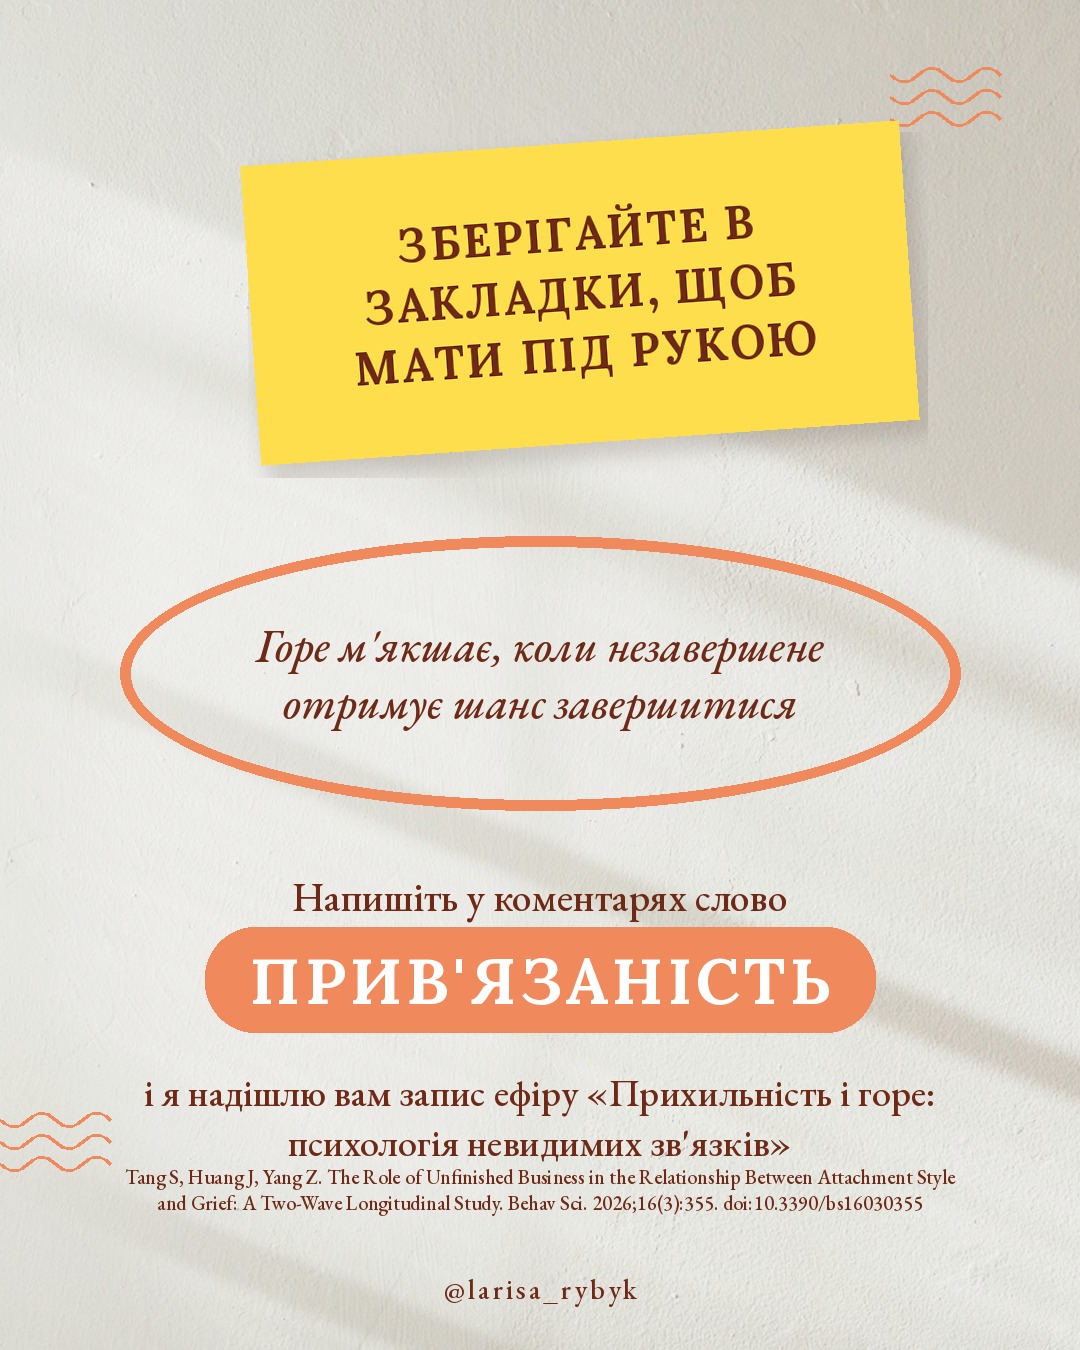 ЗБЕРІГАЙТЕ В
ЗАКЛАДКИ, ЩОБ
МАТИ ПІД РУКОЮ
Горе м'якшає, коли незавершене
отримує шанс завершитися
Напишіть у коментарях слово
ПРИВ'ЯЗАНІСТЬ
і я надішлю вам запис ефіру «Прихильність і горе:
психологія невидимих зв'язків»
Tang S, Huang J, Yang Z. The Role of Unfinished Business in the Relationship Between Attachment Style
and Grief: A Two-Wave Longitudinal Study. Behav Sci. 2026;16(3):355. doi:10.3390/bs16030355
@larisa_rybyk